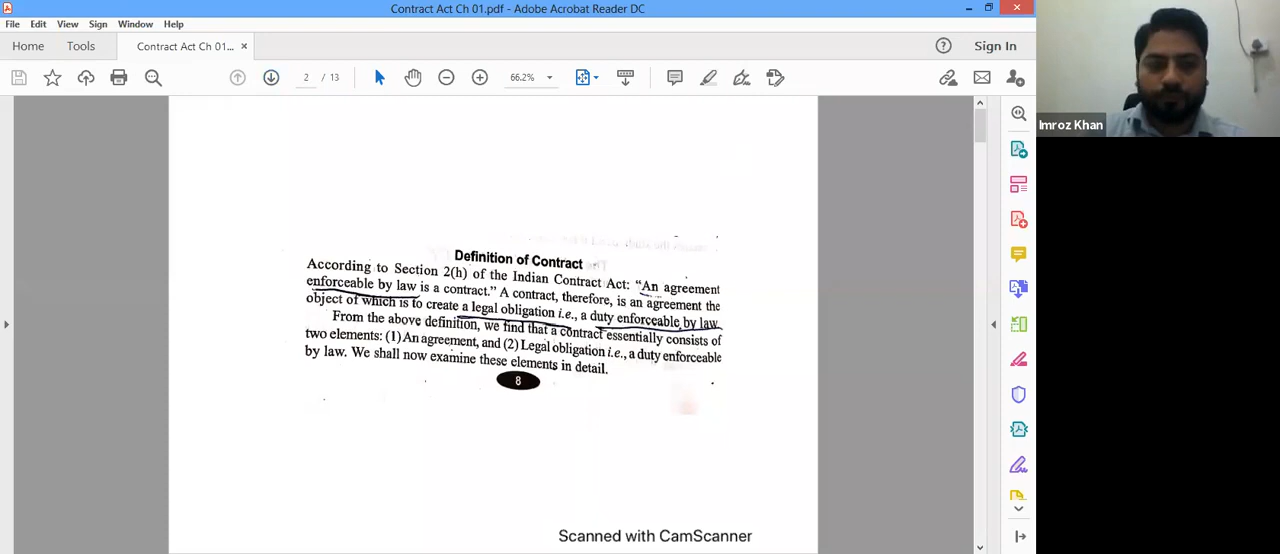 Contract Act Ch 01.pdf - Adobe Acrobat Reader DC
File Edit View Sign Window Help
Home Tools Contract Act Ch 01... × Sign In
2 / 13 66.2%
Imroz Khan
Definition of Contract
According to Section 2(h) of the Indian Contract Act: “An agreement
enforceable by law is a contract.” A contract, therefore, is an agreement the
object of which is to create a legal obligation i.e., a duty enforceable by law.
From the above definition, we find that a contract essentially consists of
two elements: (1) An agreement, and (2) Legal obligation i.e., a duty enforceable
by law. We shall now examine these elements in detail.
8
Scanned with CamScanner